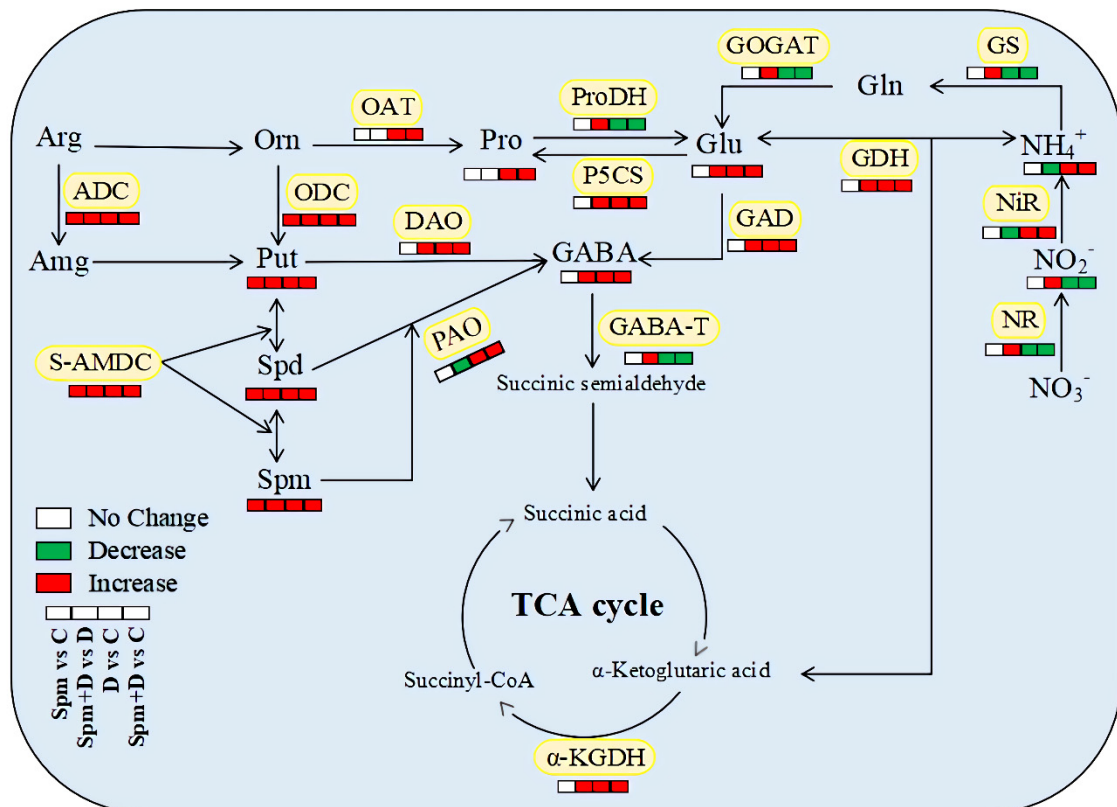 GOGAT
GS
Gln
OAT
ProDH
Arg
Orn
Pro
Glu
NH4+
GDH
P5CS
ADC
ODC
NiR
DAO
GAD
Amg
Put
GABA
NO2-
NR
PAO
GABA-T
S-AMDC
Spd
Succinic semialdehyde
NO3-
Spm
No Change
Decrease
Increase
Succinic acid
TCA cycle
Spm vs C
Spm+D vs D
D vs C
Spm+D vs C
Succinyl-CoA
α-Ketoglutaric acid
α-KGDH